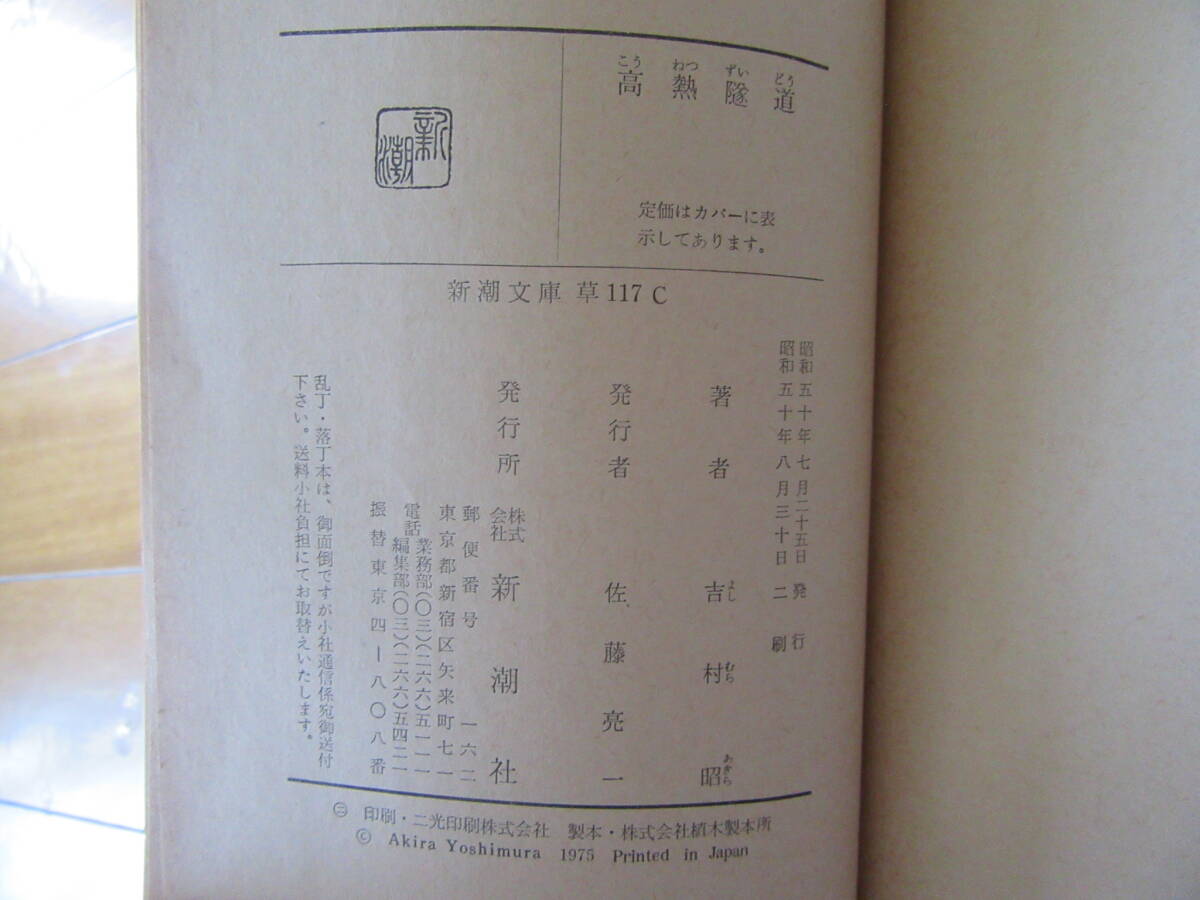 高熱隧道
こう わつ ずい どう
定価はカバーに表
示してあります。
新潮
新潮文庫 草117C
昭和五十年七月二十五日 発行
昭和五十年八月三十日 二刷
著者 吉村昭
よし むら あきら
発行者 佐藤亮一
発行所 株式会社 新潮社
郵便番号 一六二
東京都新宿区矢来町七一
電話 業務部(〇三)(二六六)五一一一
編集部(〇三)(二六六)五四二一
振替東京四―八〇八番
乱丁・落丁本は、御面倒ですが小社通信係宛御送付
下さい。送料小社負担にてお取替えいたします。
㊁ 印刷・二光印刷株式会社 製本・株式会社植木製本所
© Akira Yoshimura 1975 Printed in Japan